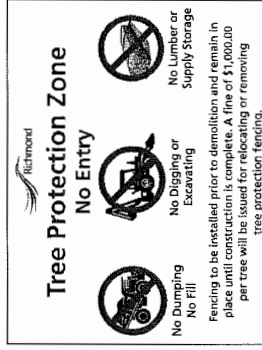 Richmond
Tree Protection Zone
No Entry
No Dumping
No Fill
No Digging or
Excavating
No Lumber or
Supply Storage
Fencing to be installed prior to demolition and remain in
place until construction is complete. A fine of $1,000.00
per tree will be issued for relocating or removing
tree protection fencing.